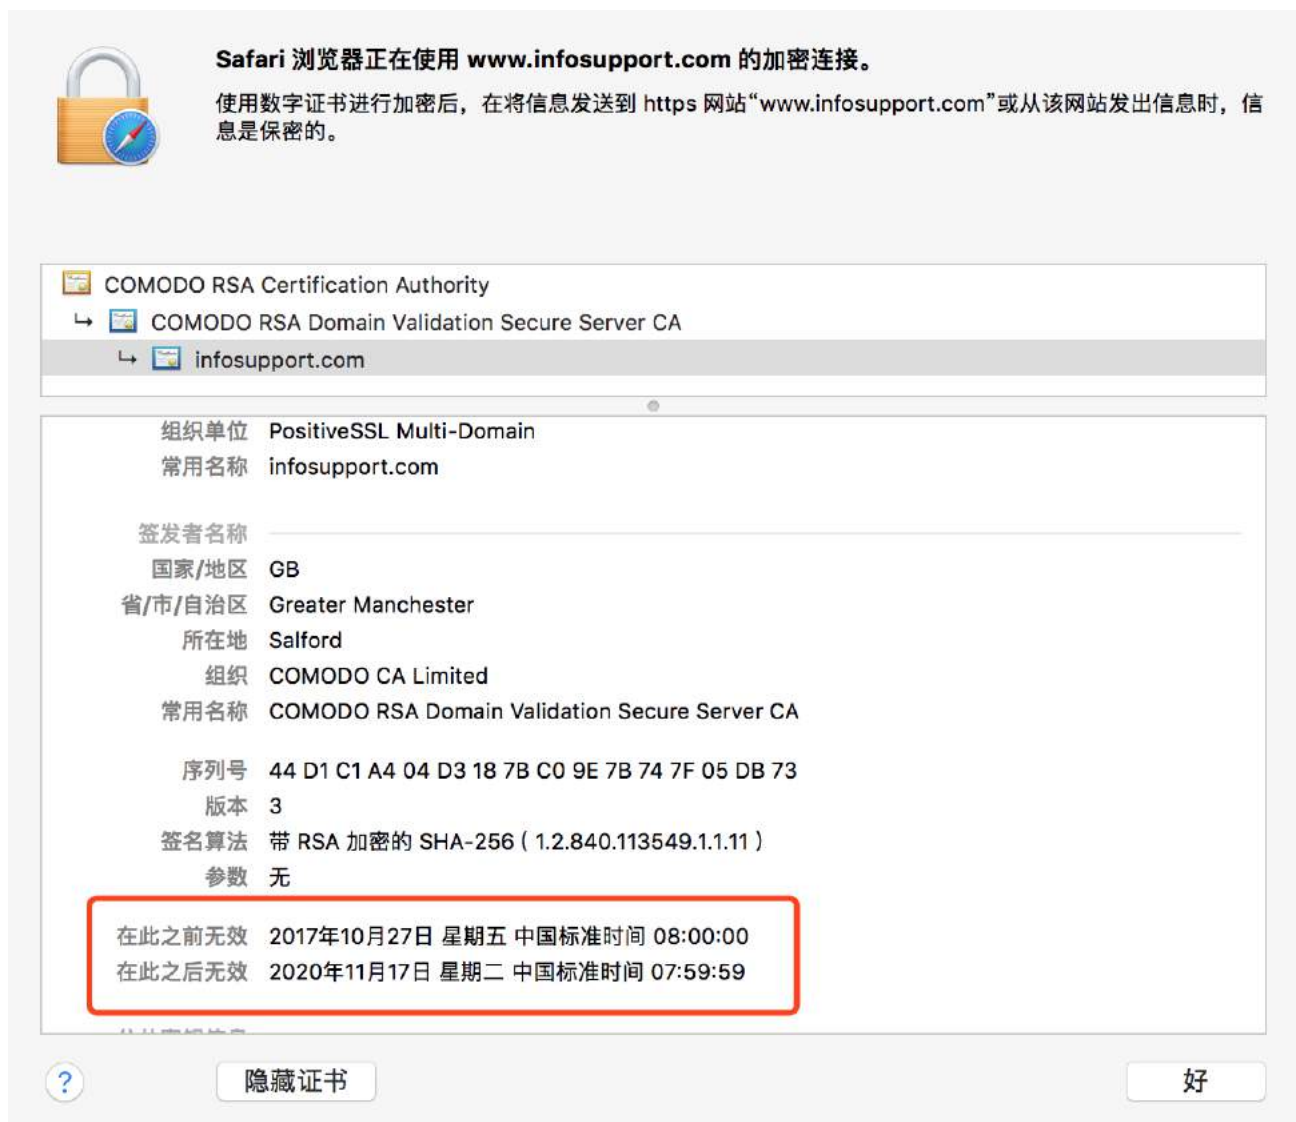 Safari 浏览器正在使用 www.infosupport.com 的加密连接。
使用数字证书进行加密后，在将信息发送到 https 网站“www.infosupport.com”或从该网站发出信息时，信
息是保密的。
COMODO RSA Certification Authority
↳ COMODO RSA Domain Validation Secure Server CA
↳ infosupport.com
组织单位 PositiveSSL Multi-Domain
常用名称 infosupport.com
签发者名称
国家/地区 GB
省/市/自治区 Greater Manchester
所在地 Salford
组织 COMODO CA Limited
常用名称 COMODO RSA Domain Validation Secure Server CA
序列号 44 D1 C1 A4 04 D3 18 7B C0 9E 7B 74 7F 05 DB 73
版本 3
签名算法 带 RSA 加密的 SHA-256 ( 1.2.840.113549.1.1.11 )
参数 无
在此之前无效 2017年10月27日 星期五 中国标准时间 08:00:00
在此之后无效 2020年11月17日 星期二 中国标准时间 07:59:59
?
隐藏证书
好